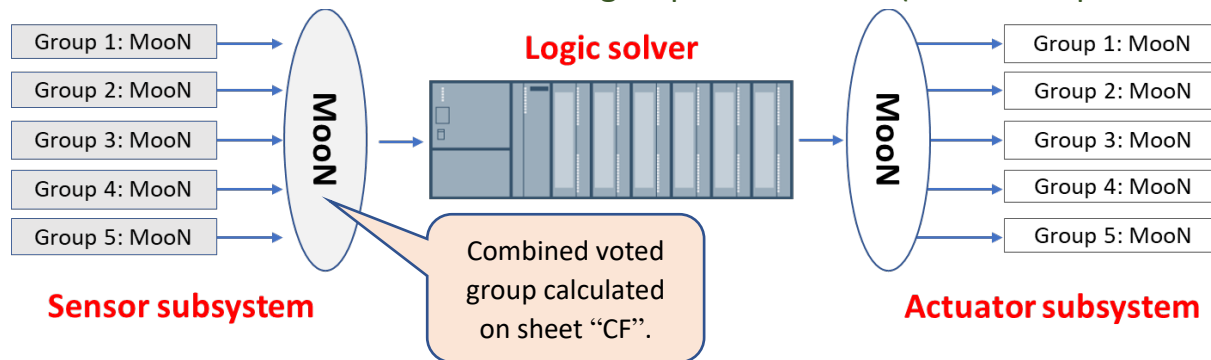 Group 1: MooN
Group 2: MooN
Group 3: MooN
Group 4: MooN
Group 5: MooN
MooN
Sensor subsystem
Logic solver
Combined voted
group calculated
on sheet “CF”.
MooN
Group 1: MooN
Group 2: MooN
Group 3: MooN
Group 4: MooN
Group 5: MooN
Actuator subsystem